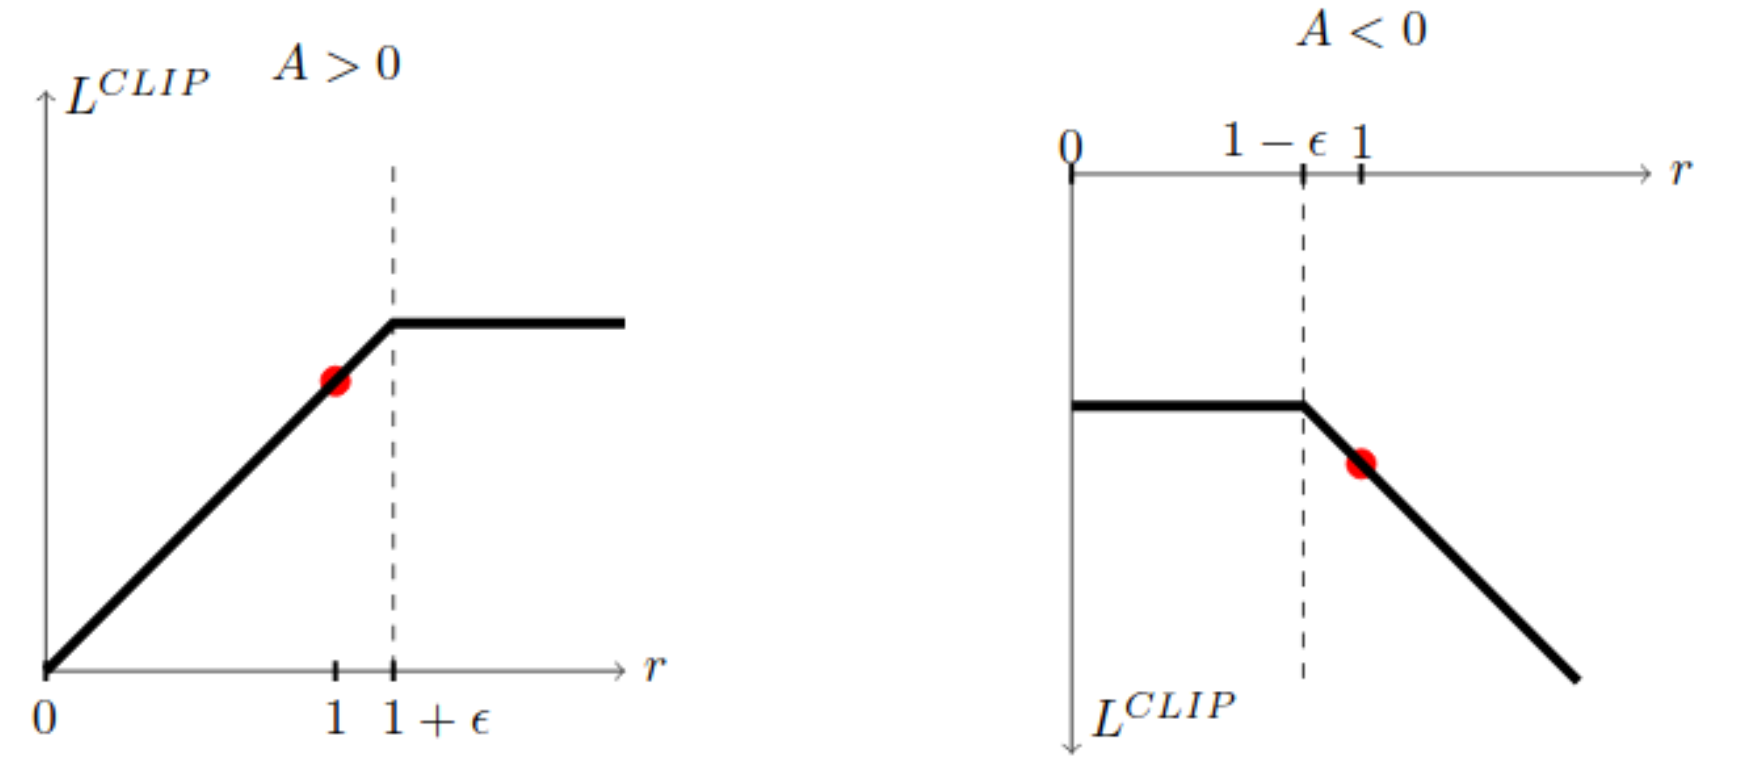 A > 0
L^{CLIP}
r
0 1 1 + ϵ
A < 0
0 1 − ϵ 1
r
L^{CLIP}